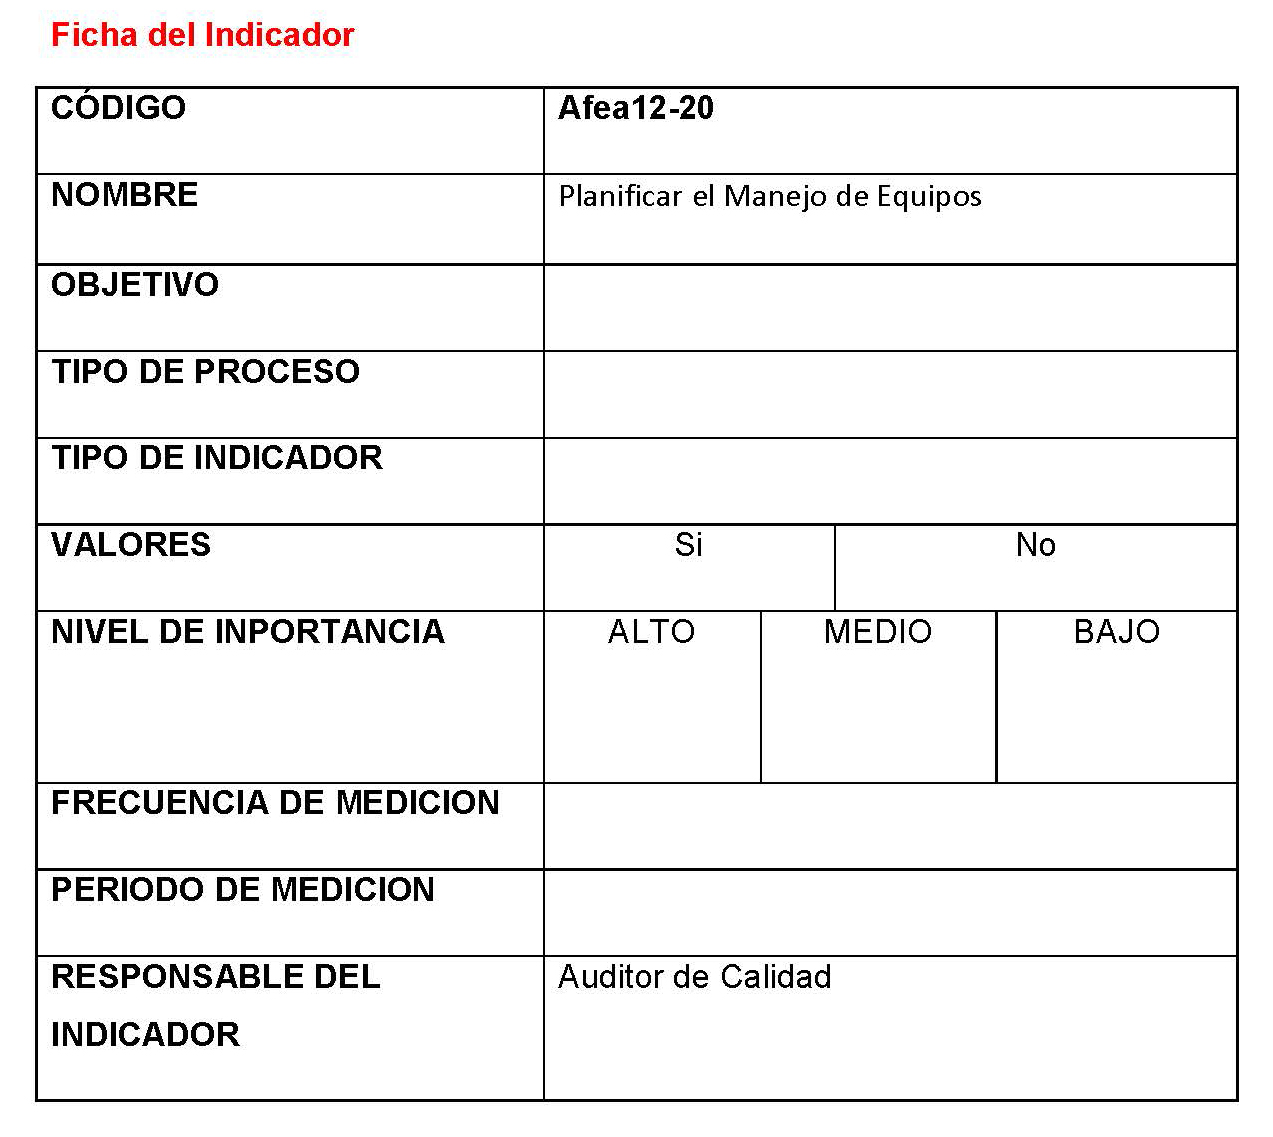 Ficha del Indicador
CÓDIGO Afea12-20
NOMBRE Planificar el Manejo de Equipos
OBJETIVO
TIPO DE PROCESO
TIPO DE INDICADOR
VALORES Si No
NIVEL DE INPORTANCIA ALTO MEDIO BAJO
FRECUENCIA DE MEDICION
PERIODO DE MEDICION
RESPONSABLE DEL Auditor de Calidad
INDICADOR